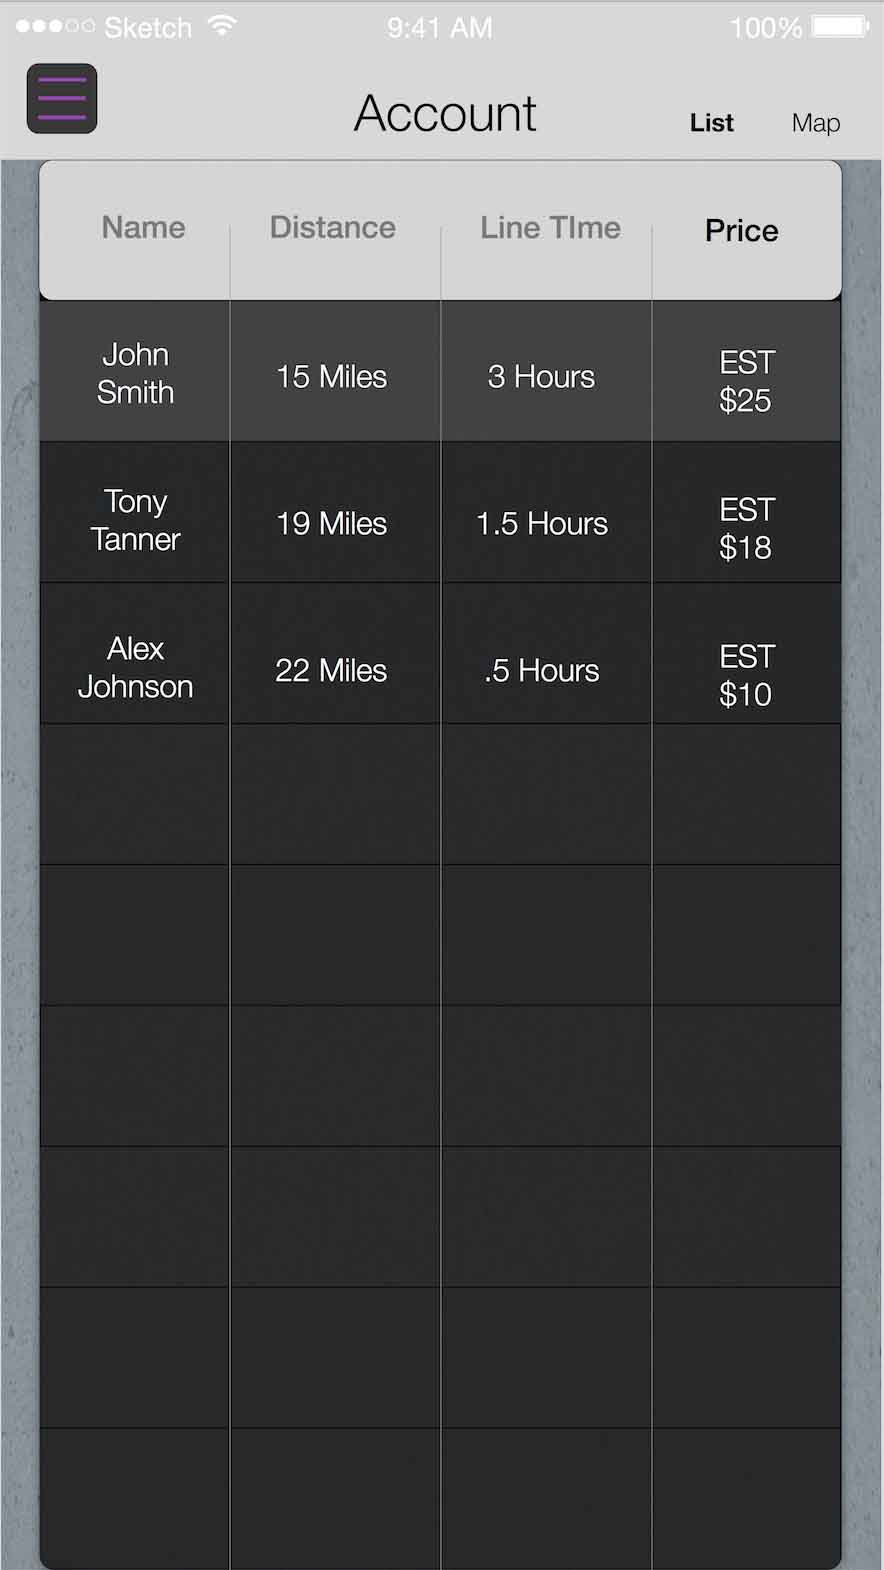 Sketch 9:41 AM 100%
Account List Map
Name Distance Line TIme Price
John
Smith
15 Miles
3 Hours
EST
$25
Tony
Tanner
19 Miles
1.5 Hours
EST
$18
Alex
Johnson
22 Miles
.5 Hours
EST
$10